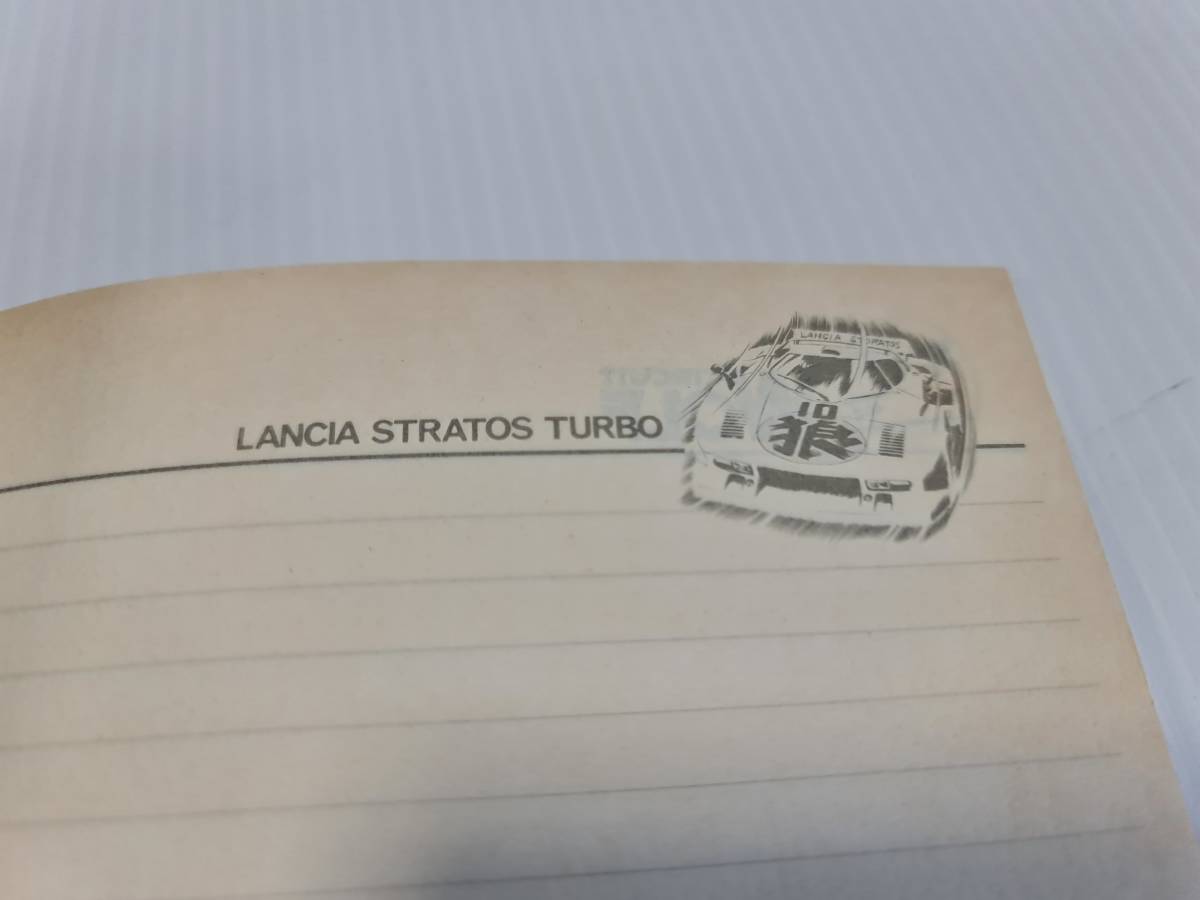 LANCIA STRATOS
LANCIA STRATOS TURBO
10
狼